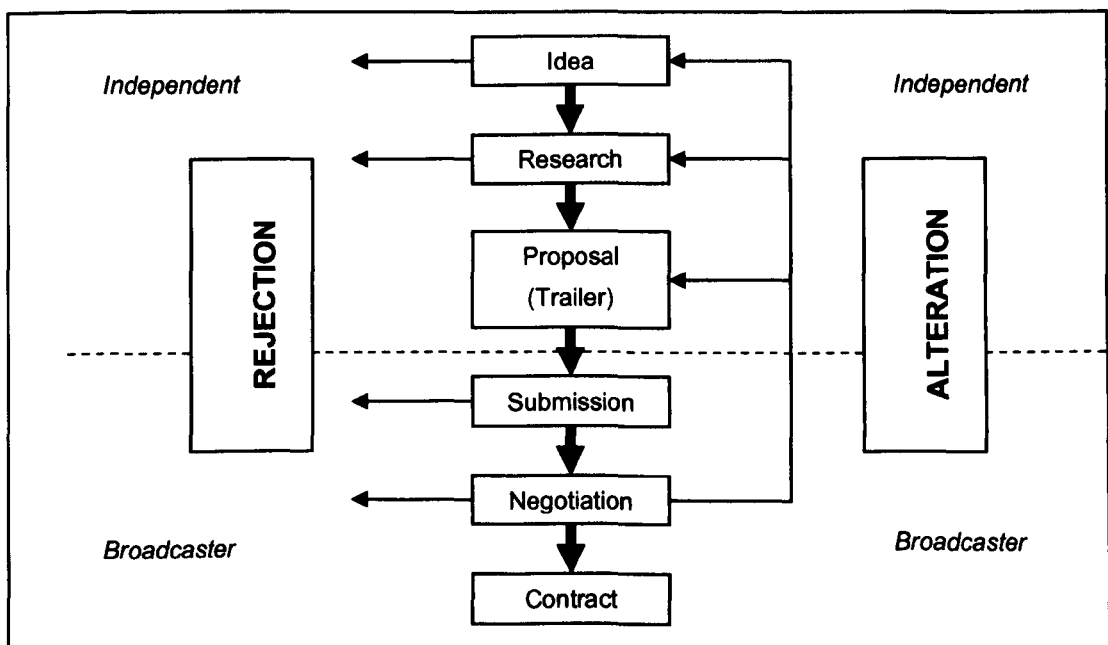 Idea
Independent
Independent
Research
REJECTION
Proposal
(Trailer)
ALTERATION
Submission
Negotiation
Broadcaster
Broadcaster
Contract